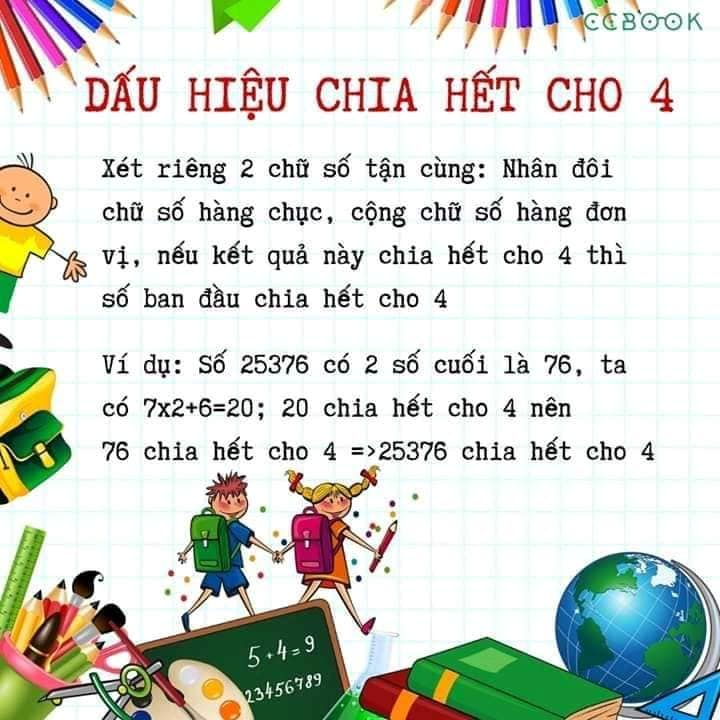 CCBOOK
DẤU HIỆU CHIA HẾT CHO 4
Xét riêng 2 chữ số tận cùng: Nhân đôi
chữ số hàng chục, cộng chữ số hàng đơn
vị, nếu kết quả này chia hết cho 4 thì
số ban đầu chia hết cho 4
Ví dụ: Số 25376 có 2 số cuối là 76, ta
có 7x2+6=20; 20 chia hết cho 4 nên
76 chia hết cho 4 =>25376 chia hết cho 4
5+4=9
23456789